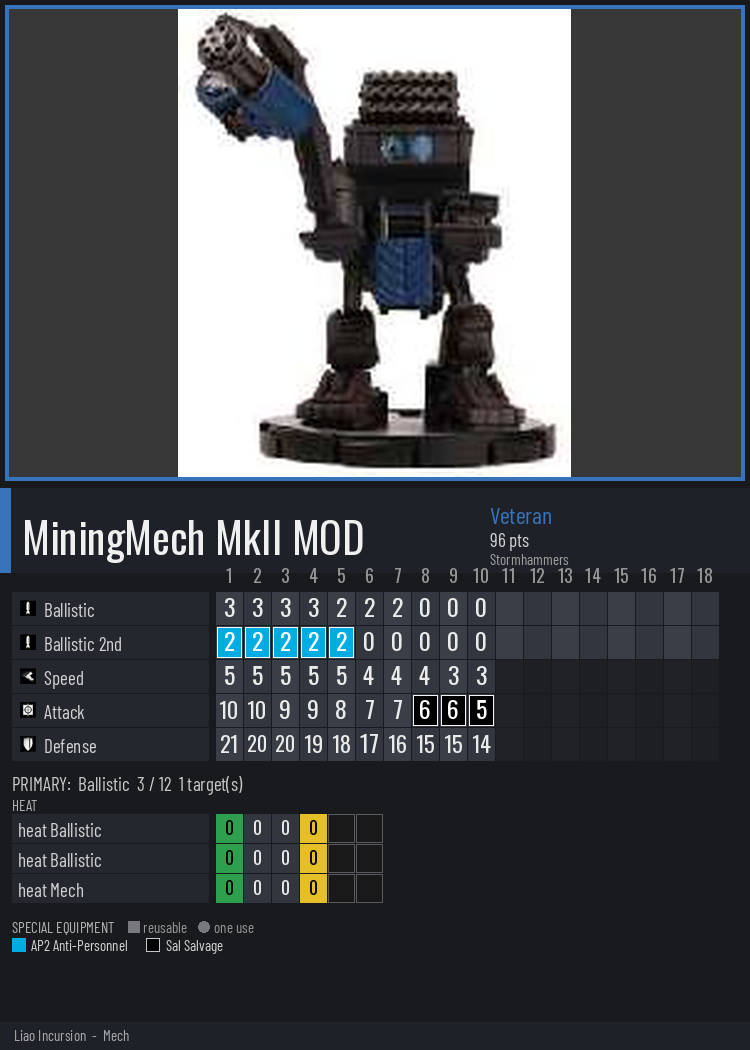 MiningMech MkII MOD
Veteran
96 pts
Stormhammers
1 2 3 4 5 6 7 8 9 10 11 12 13 14 15 16 17 18
Ballistic 3 3 3 3 2 2 2 0 0 0
Ballistic 2nd 2 2 2 2 2 0 0 0 0 0
Speed 5 5 5 5 5 4 4 4 3 3
Attack 10 10 9 9 8 7 7 6 6 5
Defense 21 20 20 19 18 17 16 15 15 14
PRIMARY: Ballistic 3 / 12 1 target(s)
HEAT
heat Ballistic 0 0 0 0
heat Ballistic 0 0 0 0
heat Mech 0 0 0 0
SPECIAL EQUIPMENT reusable one use
AP2 Anti-Personnel Sal Salvage
Liao Incursion - Mech